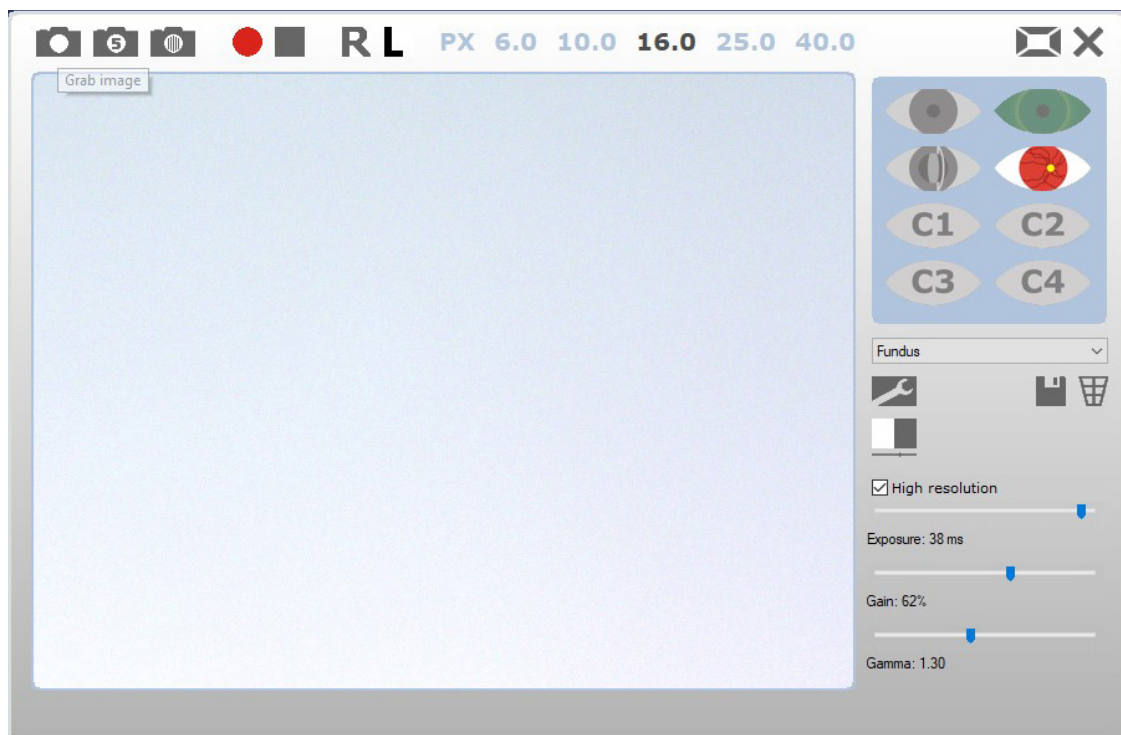 5 R L PX 6.0 10.0 16.0 25.0 40.0
Grab image
C1 C2
C3 C4
Fundus
High resolution
Exposure: 38 ms
Gain: 62%
Gamma: 1.30